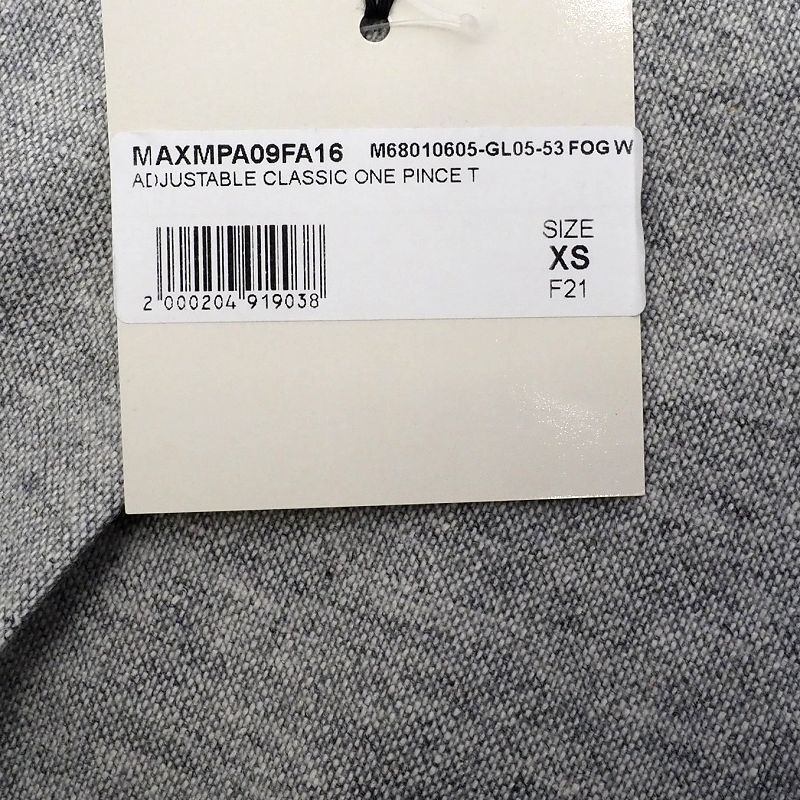 MAXMPA09FA16 M68010605-GL05-53 FOG W
ADJUSTABLE CLASSIC ONE PINCE T
SIZE
XS
F21
2 000204 919038